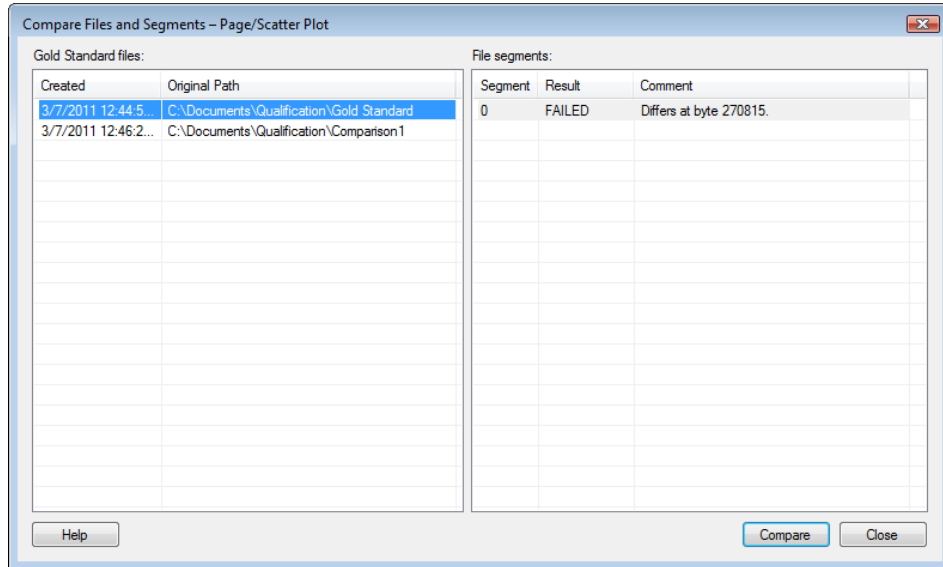 Compare Files and Segments – Page/Scatter Plot
Gold Standard files:
Created Original Path
3/7/2011 12:44:5... C:\Documents\Qualification\Gold Standard
3/7/2011 12:46:2... C:\Documents\Qualification\Comparison1
File segments:
Segment Result Comment
0 FAILED Differs at byte 270815.
Help
Compare
Close